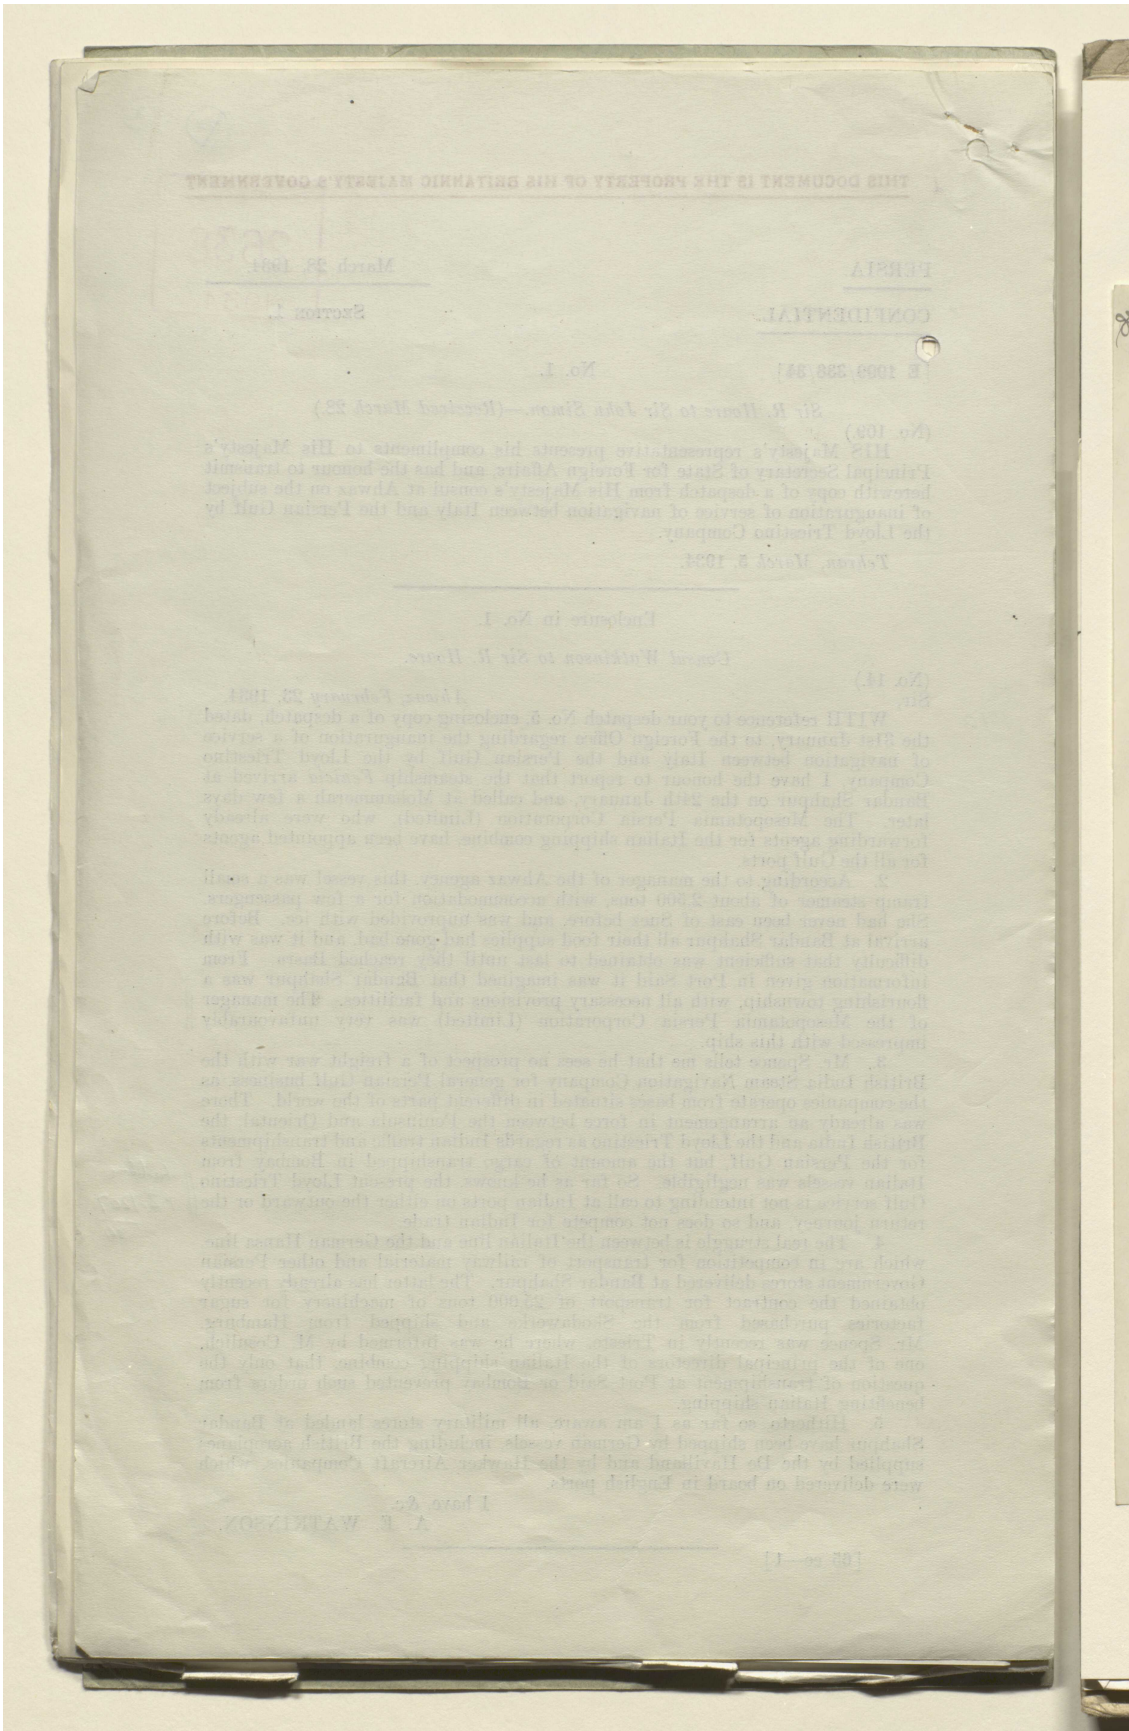 THIS DOCUMENT IS THE PROPERTY OF HIS BRITANNIC MAJESTY'S GOVERNMENT
PERSIA. March 28, 1934.
CONFIDENTIAL. SECTION 1.
No. 1.
Sir R. Hoare to Sir John Simon.—(Received March 28.)
(No. 109.)
HIS Majesty's representative presents his compliments to His Majesty's
Principal Secretary of State for Foreign Affairs, and has the honour to transmit
herewith copy of a despatch from His Majesty's consul at Ahwaz on the subject
of inauguration of service of navigation between Italy and the Persian Gulf by
the Lloyd Triestino Company.
Tehran, March 5, 1934.
Enclosure in No. 1.
Consul Watkinson to Sir R. Hoare.
(No. 14.)
Sir, Ahwaz, February 23, 1934.
WITH reference to your despatch No. 5, enclosing copy of a despatch, dated
the 31st January, to the Foreign Office regarding the inauguration of a service
of navigation between Italy and the Persian Gulf by the Lloyd Triestino
Company, I have the honour to report that the steamship Fenicia arrived at
Bandar Shahpur on the 24th January, and called at Mohammerah a few days
later. The Mesopotamia Persia Corporation (Limited), who were already
forwarding agents for the Italian shipping combine, have been appointed agents
for all the Gulf ports.
2. According to the manager of the Ahwaz agency, this vessel was a small
tramp steamer of about 2,500 tons, with accommodation for a few passengers.
She had never been east of Suez before, and was unprovided with ice. Before
arrival at Bandar Shahpur all their food supplies had gone bad, and it was with
difficulty that sufficient was obtained to last until they reached Basra. From
information given in Port Said it was imagined that Bandar Shahpur was a
flourishing township, with all necessary provisions and facilities. The manager
of the Mesopotamia Persia Corporation (Limited) was very unfavourably
impressed with this ship.
3. Mr. Spence tells me that he sees no prospect of a freight war with the
British India Steam Navigation Company for general Persian Gulf business, as
the companies operate from bases situated in different parts of the world. There
was already an arrangement in force between the Peninsula and Oriental, the
British India and the Lloyd Triestino as regards Indian trade, and transhipments
for the Persian Gulf, but the amount of cargo transhipped in Bombay from
Italian vessels was negligible. So far as he knows, the present Lloyd Triestino
Gulf service is not intending to call at Indian ports on either the outward or the
return journey, and so does not compete for Indian trade.
4. The real struggle is between the Italian line and the German Hansa line,
which are in competition for transport of railway material and other Persian
Government stores delivered at Bandar Shahpur. The latter has already recently
obtained the contract for transport of 25,000 tons of machinery for sugar
factories purchased from the Skodawerke and shipped from Hamburg.
Mr. Spence was recently in Trieste, where he was informed by M. Cosulich,
one of the principal directors of the Italian shipping combine, that only the
question of transhipment at Port Said or Bombay prevented such orders from
benefiting Italian shipping.
5. Hitherto, so far as I am aware, all military stores landed at Bandar
Shahpur have been shipped by German vessels, including the British aeroplanes
supplied by the De Haviland and by the Hawker Aircraft Companies, which
were delivered on board in English ports.
I have, &c.
A. E. WATKINSON.